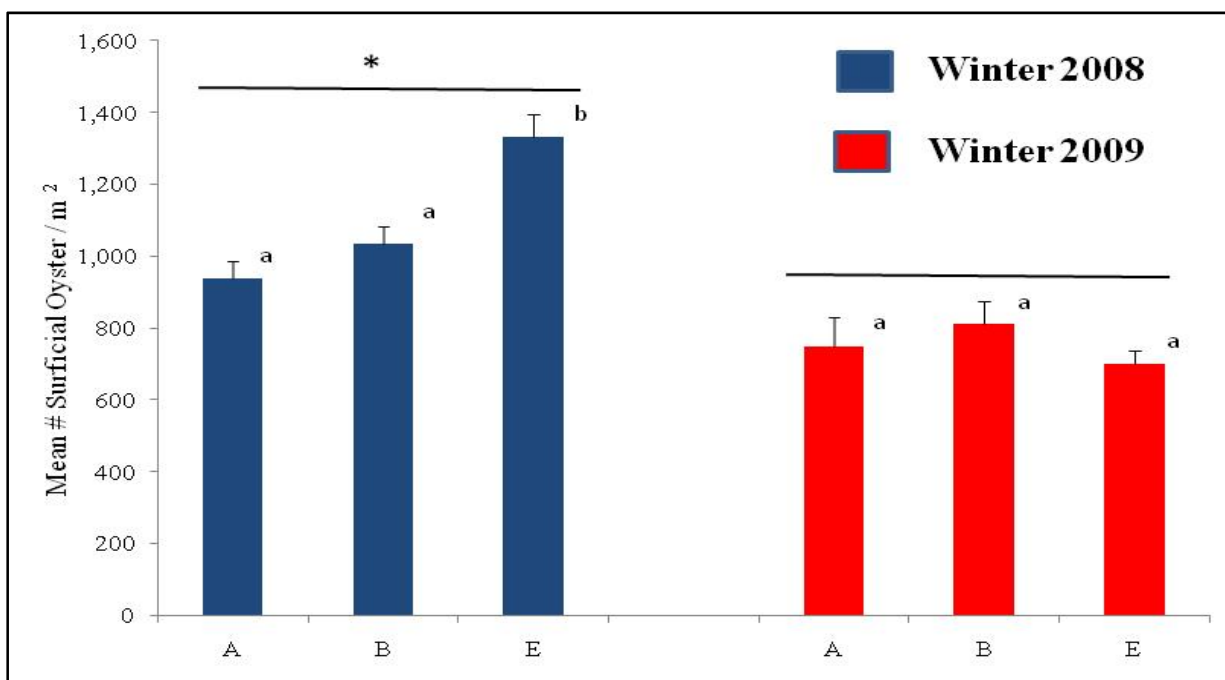 Mean # Surficial Oyster / m ²
1,600
1,400
1,200
1,000
800
600
400
200
0
*
a
a
b
a
a
a
A
B
E
A
B
E
Winter 2008
Winter 2009